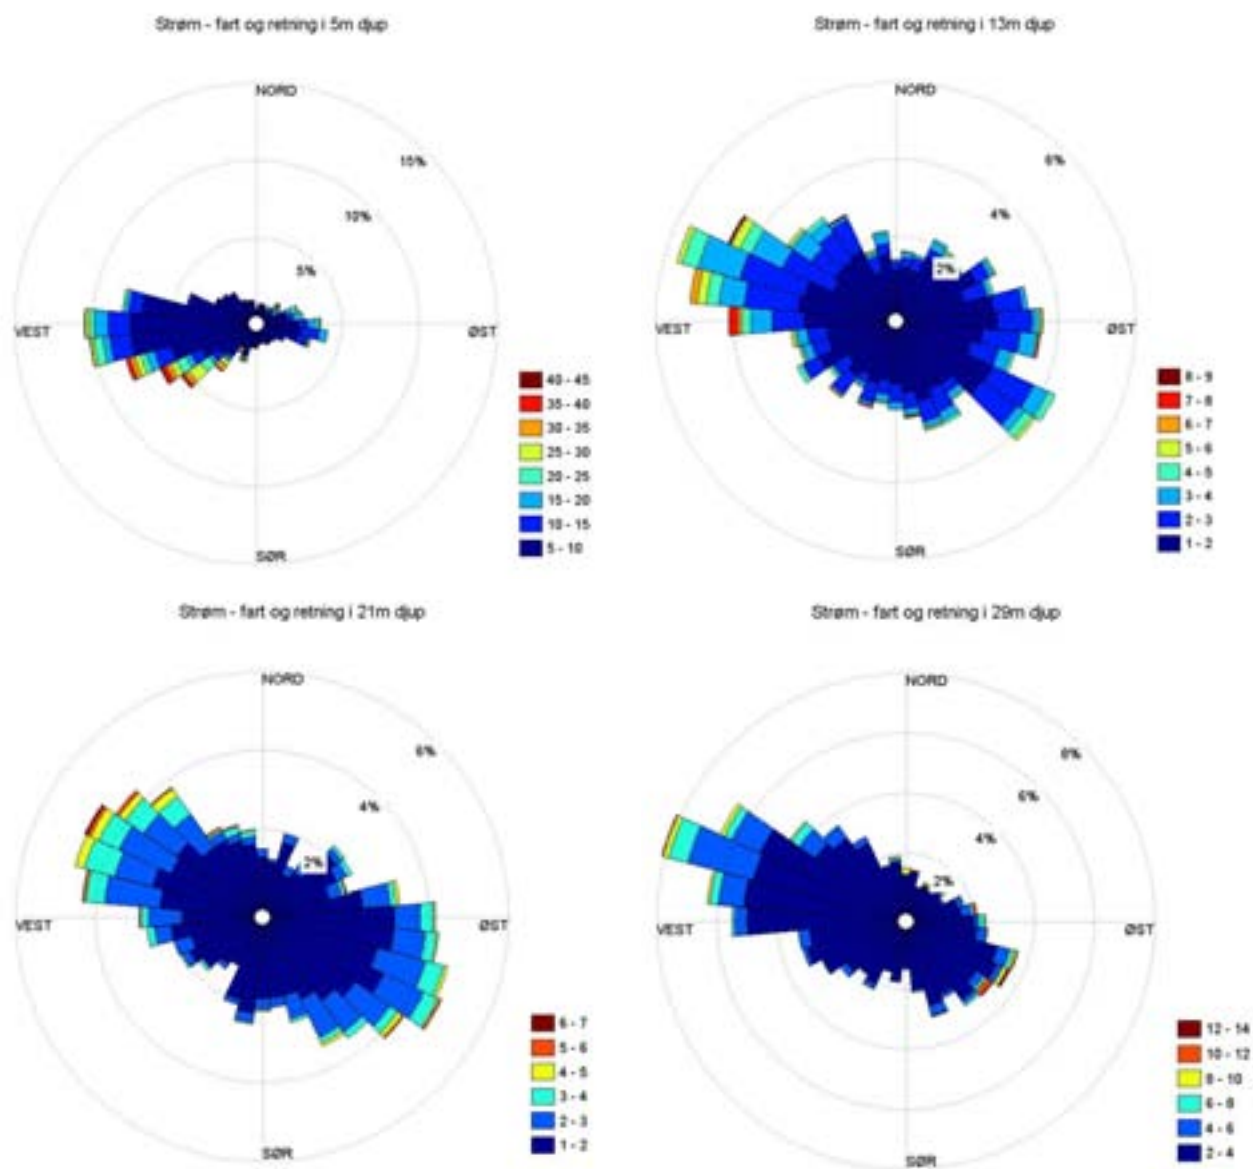 Strøm - fart og retning i 5m djup
NORD
15%
10%
5%
VEST
ØST
SØR
40 - 45
35 - 40
30 - 35
25 - 30
20 - 25
15 - 20
10 - 15
5 - 10
Strøm - fart og retning i 13m djup
NORD
6%
4%
2%
VEST
ØST
SØR
8 - 9
7 - 8
6 - 7
5 - 6
4 - 5
3 - 4
2 - 3
1 - 2
Strøm - fart og retning i 21m djup
NORD
6%
4%
2%
VEST
ØST
SØR
6 - 7
5 - 6
4 - 5
3 - 4
2 - 3
1 - 2
Strøm - fart og retning i 29m djup
NORD
8%
6%
4%
2%
VEST
ØST
SØR
12 - 14
10 - 12
8 - 10
6 - 8
4 - 6
2 - 4